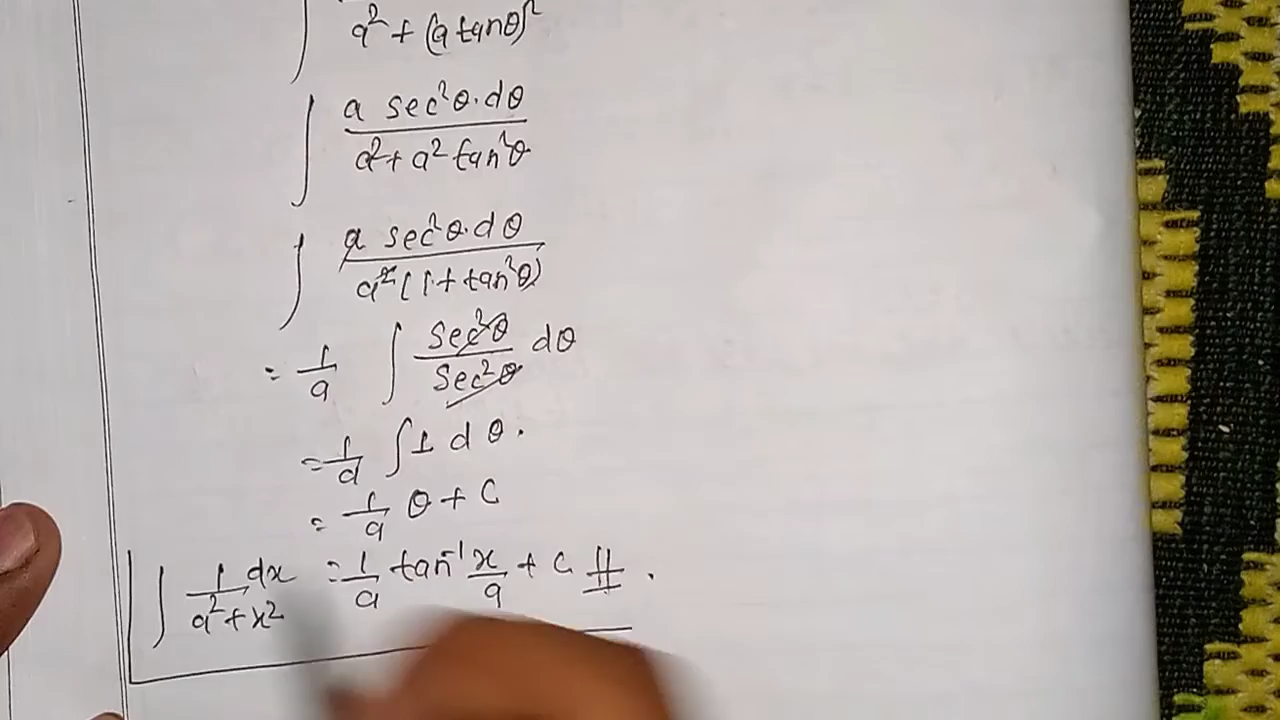 ∫ a² + (a tanθ)²
∫ a sec²θ·dθ / a² + a² tan²θ
∫ a sec²θ·dθ / a² (1 + tan²θ)
= 1/a ∫ sec²θ / sec²θ dθ
= 1/a ∫ 1 dθ.
= 1/a θ + c
∫ 1/(a² + x²) dx = 1/a tan⁻¹ x/a + c